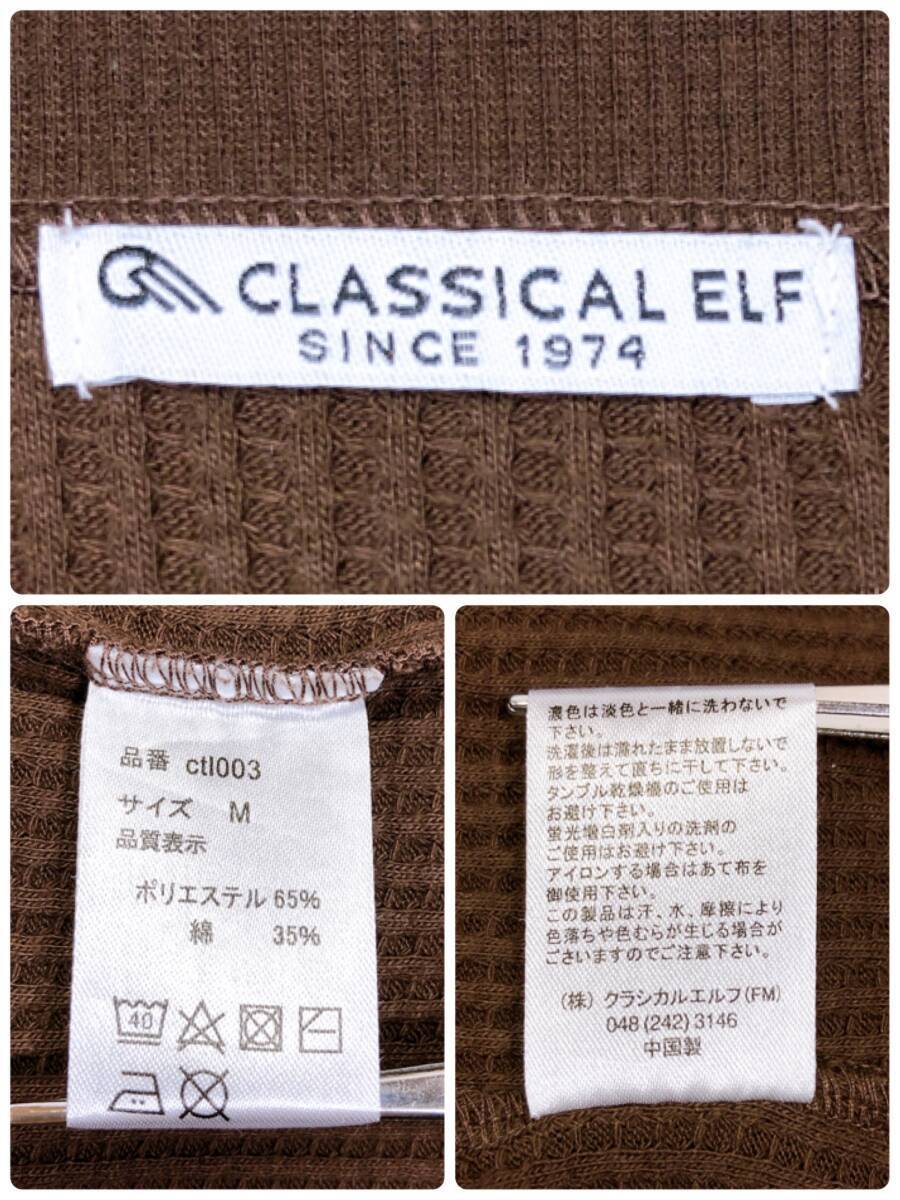 CLASSICAL ELF
SINCE 1974
品番 ctl003
サイズ M
品質表示
ポリエステル 65%
綿 35%
40
濃色は淡色と一緒に洗わないで
下さい。
洗濯後は濡れたまま放置しないで
形を整えて直ちに干して下さい。
タンブル乾燥機のご使用は
お避け下さい。
蛍光増白剤入りの洗剤の
ご使用はお避け下さい。
アイロンする場合はあて布を
御使用下さい。
この製品は汗、水、摩擦により
色落ちや色むらが生じる場合が
ごさいますのでご注意下さい。
(株) クラシカルエルフ(FM)
048 (242) 3146
中国製